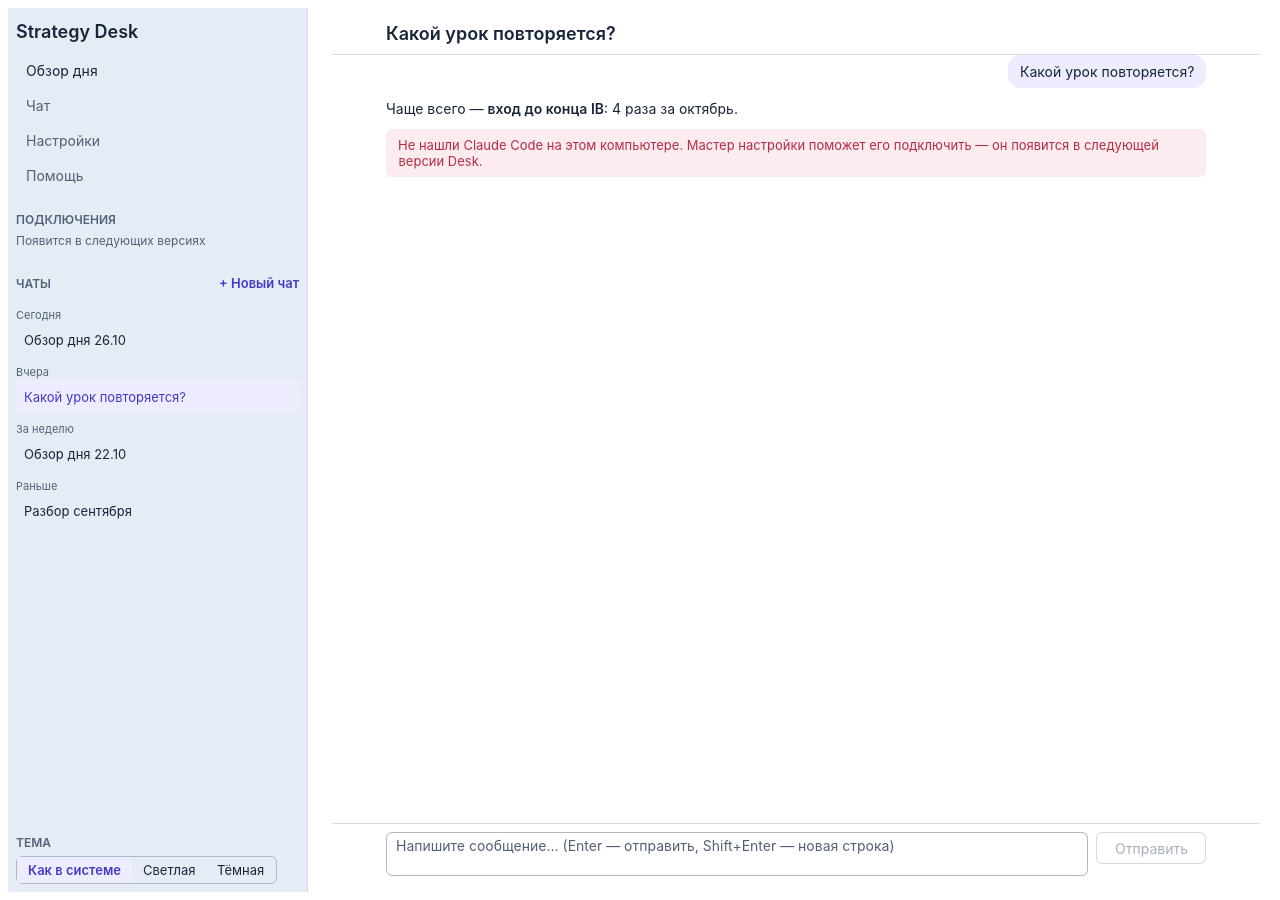 Strategy Desk
Обзор дня
Чат
Настройки
Помощь
ПОДКЛЮЧЕНИЯ
Появится в следующих версиях
ЧАТЫ
+ Новый чат
Сегодня
Обзор дня 26.10
Вчера
Какой урок повторяется?
За неделю
Обзор дня 22.10
Раньше
Разбор сентября
ТЕМА
Как в системе
Светлая
Тёмная
Какой урок повторяется?
Какой урок повторяется?
Чаще всего — вход до конца IB: 4 раза за октябрь.
Не нашли Claude Code на этом компьютере. Мастер настройки поможет его подключить — он появится в следующей
версии Desk.
Напишите сообщение… (Enter — отправить, Shift+Enter — новая строка)
Отправить